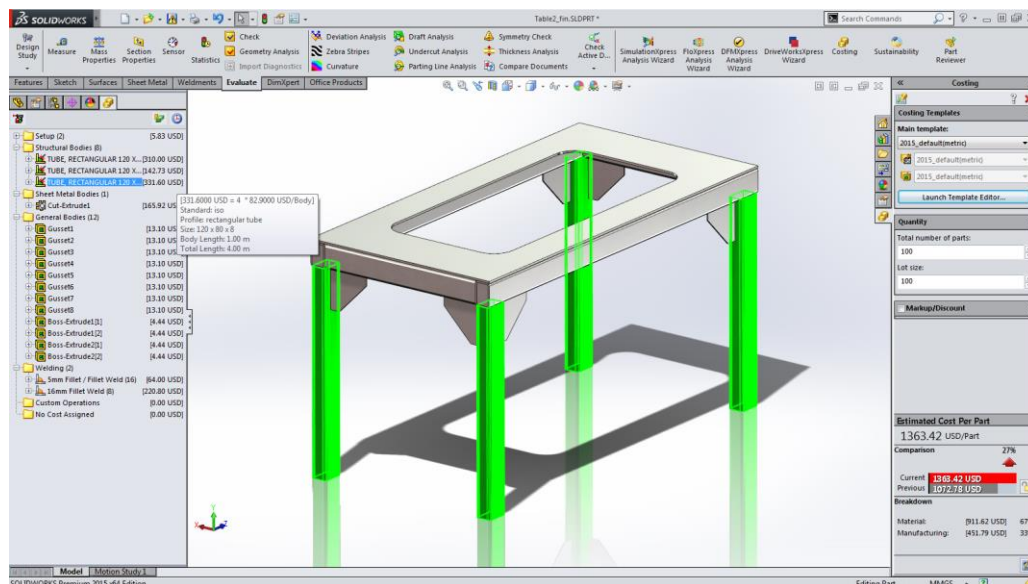 SOLIDWORKS
Table2_fin.SLDPRT *
Search Commands
Design Study
Measure
Mass Properties
Section Properties
Sensor
Statistics
Check
Geometry Analysis
Import Diagnostics
Deviation Analysis
Zebra Stripes
Curvature
Draft Analysis
Undercut Analysis
Parting Line Analysis
Symmetry Check
Thickness Analysis
Compare Documents
Check Active D...
SimulationXpress Analysis Wizard
FloXpress Analysis Wizard
DFMXpress Analysis Wizard
DriveWorksXpress Wizard
Costing
Sustainability
Part Reviewer
Features Sketch Surfaces Sheet Metal Weldments Evaluate DimXpert Office Products
Setup (2) [5.83 USD]
Structural Bodies (8)
TUBE, RECTANGULAR 120 X... [310.00 USD]
TUBE, RECTANGULAR 120 X... [142.73 USD]
TUBE, RECTANGULAR 120 X... [331.60 USD]
Sheet Metal Bodies (1)
Cut-Extrude1 [165.92 US
General Bodies (12)
Gusset1 [13.10 US
Gusset2 [13.10 US
Gusset3 [13.10 US
Gusset4 [13.10 USD]
Gusset5 [13.10 USD]
Gusset6 [13.10 USD]
Gusset7 [13.10 USD]
Gusset8 [13.10 USD]
Boss-Extrude1[1] [4.44 USD]
Boss-Extrude1[2] [4.44 USD]
Boss-Extrude2[1] [4.44 USD]
Boss-Extrude2[2] [4.44 USD]
Welding (2)
5mm Fillet / Fillet Weld (16) [64.00 USD]
16mm Fillet Weld (8) [220.80 USD]
Custom Operations [0.00 USD]
No Cost Assigned [0.00 USD]
[331.6000 USD = 4 * 82.9000 USD/Body]
Standard: iso
Profile: rectangular tube
Size: 120 x 80 x 8
Body Length: 1.00 m
Total Length: 4.00 m
Costing
Costing Templates
Main template:
2015_default(metric)
2015_default(metric)
2015_default(metric)
Launch Template Editor...
Quantity
Total number of parts:
100
Lot size:
100
Markup/Discount
Estimated Cost Per Part
1363.42 USD/Part
Comparison 27%
Current 1363.42 USD
Previous 1072.78 USD
Breakdown
Material: [911.62 USD] 67
Manufacturing: [451.79 USD] 33
Model Motion Study 1
SOLIDWORKS Premium 2015 x64 Edition
Editing Part MMGS